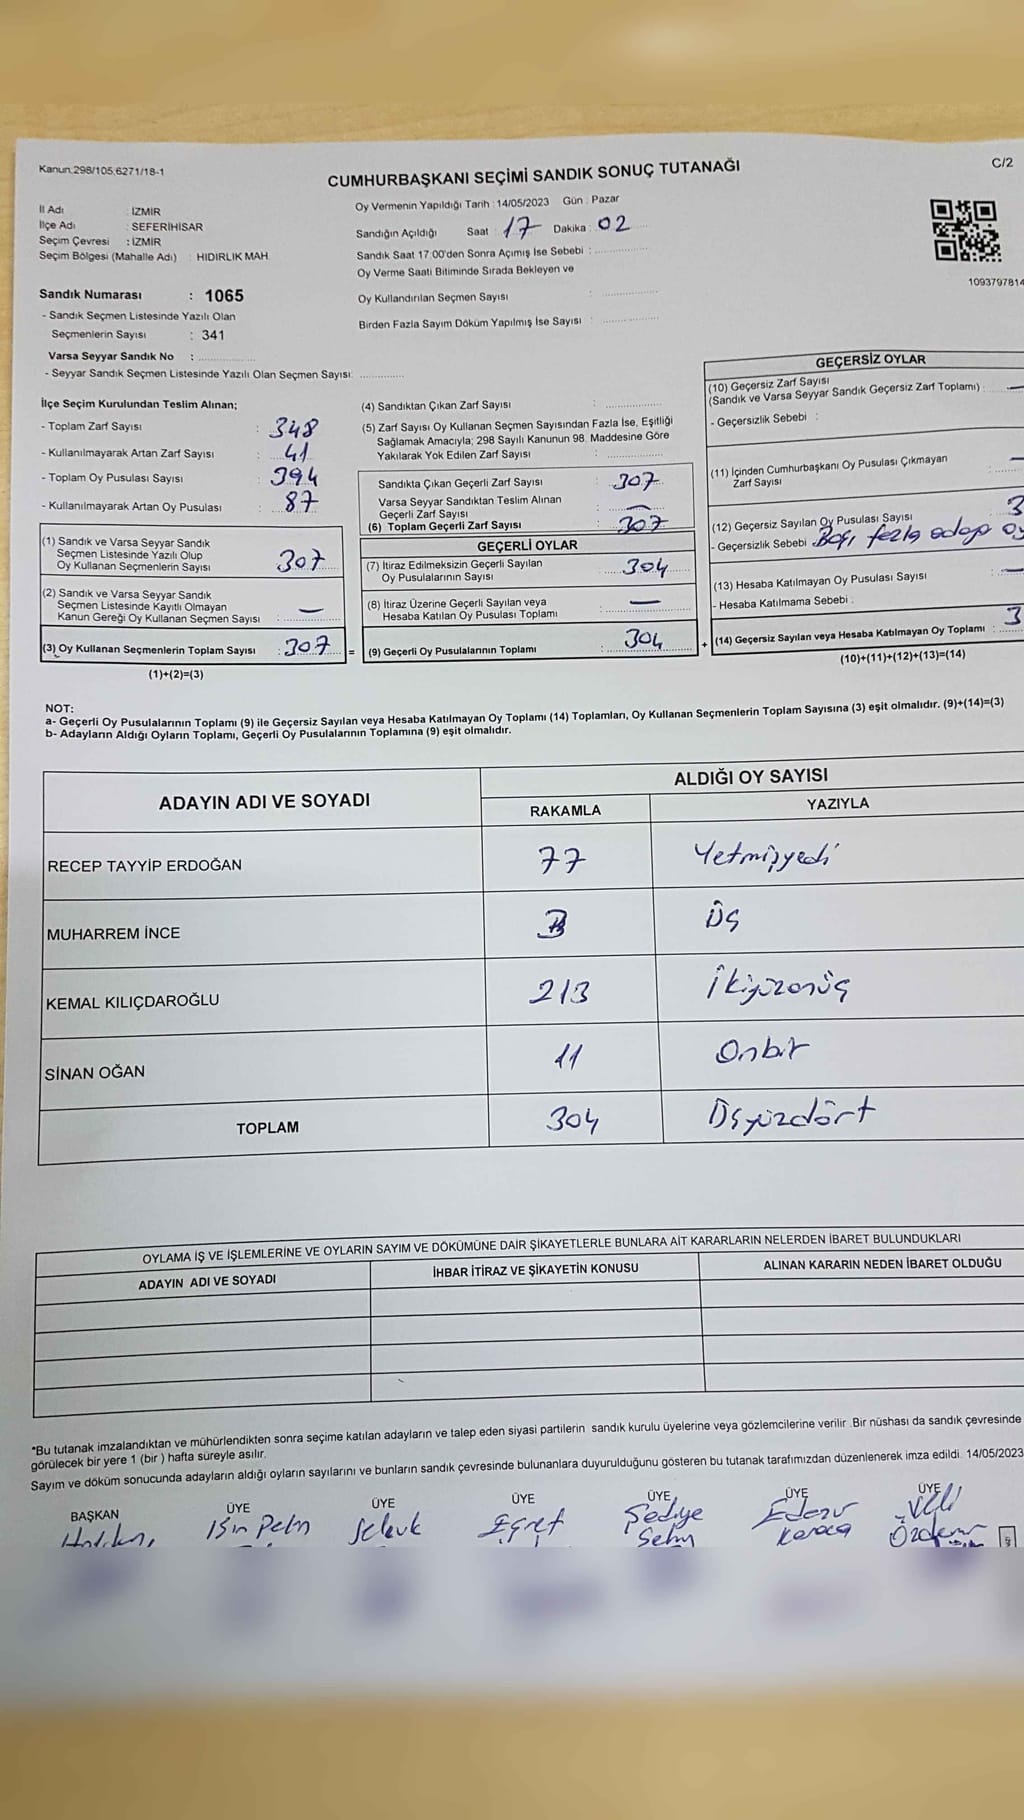 Kanun:298/105,6271/18-1
C/2
CUMHURBAŞKANI SEÇİMİ SANDIK SONUÇ TUTANAĞI
İl Adı : İZMİR
İlçe Adı : SEFERİHİSAR
Seçim Çevresi : İZMİR
Seçim Bölgesi (Mahalle Adı) : HIDIRLIK MAH.
Oy Vermenin Yapıldığı Tarih : 14/05/2023 Gün : Pazar
Sandığın Açıldığı Saat : 17 Dakika : 02
Sandık Saat 17:00'den Sonra Açımış İse Sebebi :
Oy Verme Saati Bitiminde Sırada Bekleyen ve
Oy Kullandırılan Seçmen Sayısı :
Birden Fazla Sayım Döküm Yapılmış İse Sayısı :
1093797814
Sandık Numarası : 1065
- Sandık Seçmen Listesinde Yazılı Olan
Seçmenlerin Sayısı : 341
Varsa Seyyar Sandık No :
- Seyyar Sandık Seçmen Listesinde Yazılı Olan Seçmen Sayısı:
İlçe Seçim Kurulundan Teslim Alınan;
- Toplam Zarf Sayısı : 348
- Kullanılmayarak Artan Zarf Sayısı : 41
- Toplam Oy Pusulası Sayısı : 394
- Kullanılmayarak Artan Oy Pusulası : 87
(1) Sandık ve Varsa Seyyar Sandık
Seçmen Listesinde Yazılı Olup
Oy Kullanan Seçmenlerin Sayısı : 307
(2) Sandık ve Varsa Seyyar Sandık
Seçmen Listesinde Kayıtlı Olmayan
Kanun Gereği Oy Kullanan Seçmen Sayısı : —
(3) Oy Kullanan Seçmenlerin Toplam Sayısı : 307 =
(1)+(2)=(3)
(4) Sandıktan Çıkan Zarf Sayısı :
(5) Zarf Sayısı Oy Kullanan Seçmen Sayısından Fazla İse, Eşitliği
Sağlamak Amacıyla; 298 Sayılı Kanunun 98. Maddesine Göre
Yakılarak Yok Edilen Zarf Sayısı :
Sandıkta Çıkan Geçerli Zarf Sayısı : 307
Varsa Seyyar Sandıktan Teslim Alınan
Geçerli Zarf Sayısı : —
(6) Toplam Geçerli Zarf Sayısı : 307
GEÇERLİ OYLAR
(7) İtiraz Edilmeksizin Geçerli Sayılan
Oy Pusulalarının Sayısı : 304
(8) İtiraz Üzerine Geçerli Sayılan veya
Hesaba Katılan Oy Pusulası Toplamı : —
(9) Geçerli Oy Pusulalarının Toplamı : 304 +
GEÇERSİZ OYLAR
(10) Geçersiz Zarf Sayısı
(Sandık ve Varsa Seyyar Sandık Geçersiz Zarf Toplamı) : —
- Geçersizlik Sebebi :
(11) İçinden Cumhurbaşkanı Oy Pusulası Çıkmayan
Zarf Sayısı : —
(12) Geçersiz Sayılan Oy Pusulası Sayısı : 3
- Geçersizlik Sebebi : fazla adaya oy
(13) Hesaba Katılmayan Oy Pusulası Sayısı : —
- Hesaba Katılmama Sebebi :
(14) Geçersiz Sayılan veya Hesaba Katılmayan Oy Toplamı : 3
(10)+(11)+(12)+(13)=(14)
NOT:
a- Geçerli Oy Pusulalarının Toplamı (9) ile Geçersiz Sayılan veya Hesaba Katılmayan Oy Toplamı (14) Toplamları, Oy Kullanan Seçmenlerin Toplam Sayısına (3) eşit olmalıdır. (9)+(14)=(3)
b- Adayların Aldığı Oyların Toplamı, Geçerli Oy Pusulalarının Toplamına (9) eşit olmalıdır.
ADAYIN ADI VE SOYADI
ALDIĞI OY SAYISI
RAKAMLA YAZIYLA
RECEP TAYYİP ERDOĞAN 77 Yetmişyedi
MUHARREM İNCE 3 Üç
KEMAL KILIÇDAROĞLU 213 İkiyüzonüç
SİNAN OĞAN 11 Onbir
TOPLAM 304 Üçyüzdört
OYLAMA İŞ VE İŞLEMLERİNE VE OYLARIN SAYIM VE DÖKÜMÜNE DAİR ŞİKAYETLERLE BUNLARA AİT KARARLARIN NELERDEN İBARET BULUNDUKLARI
ADAYIN ADI VE SOYADI İHBAR İTİRAZ VE ŞİKAYETİN KONUSU ALINAN KARARIN NEDEN İBARET OLDUĞU
*Bu tutanak imzalandıktan ve mühürlendikten sonra seçime katılan adayların ve talep eden siyasi partilerin sandık kurulu üyelerine veya gözlemcilerine verilir. Bir nüshası da sandık çevresinde
görülecek bir yere 1 (bir ) hafta süreyle asılır.
Sayım ve döküm sonucunda adayların aldığı oyların sayılarını ve bunların sandık çevresinde bulunanlara duyurulduğunu gösteren bu tutanak tarafımızdan düzenlenerek imza edildi. 14/05/2023
BAŞKAN ÜYE ÜYE ÜYE ÜYE ÜYE ÜYE
Işın Pelin Selçuk Eşref Sediye Veli
Karaca Özdemir